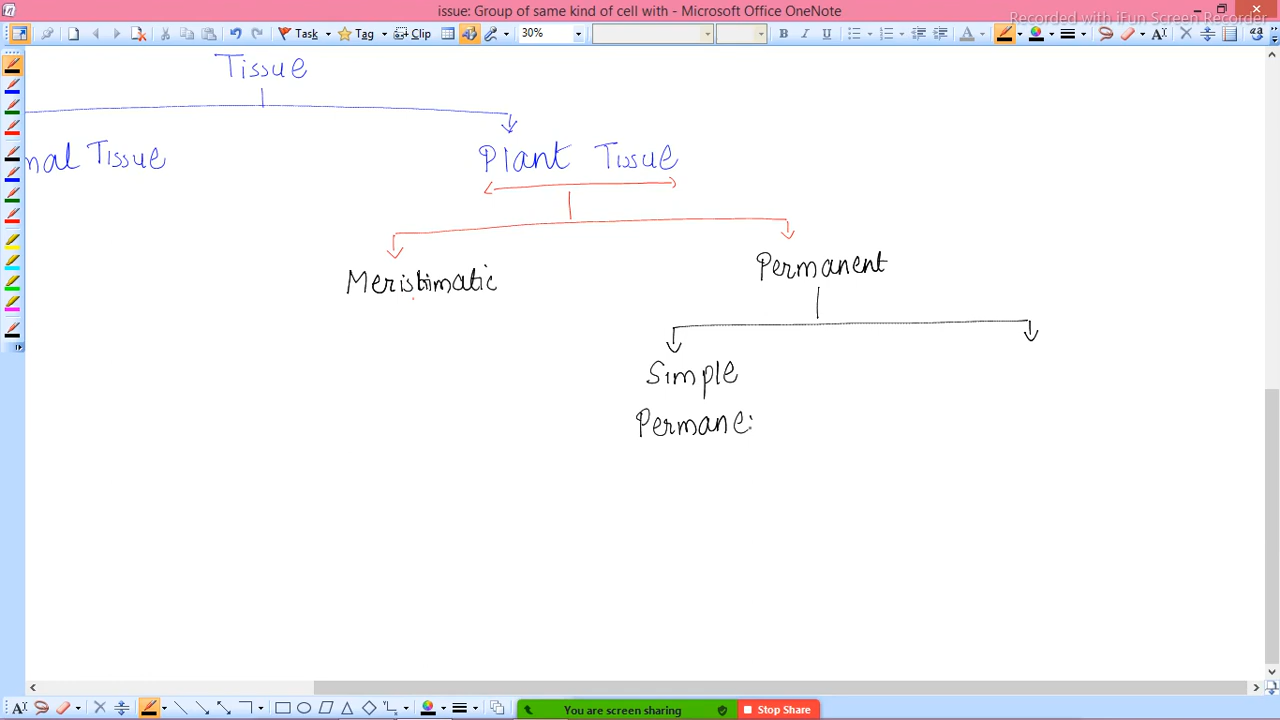 issue: Group of same kind of cell with - Microsoft Office OneNote
Recorded with iFun Screen Recorder
Task Tag Clip 30% B I U
Tissue
nal Tissue Plant Tissue
Meristimatic Permanent
Simple
Permane
You are screen sharing Stop Share